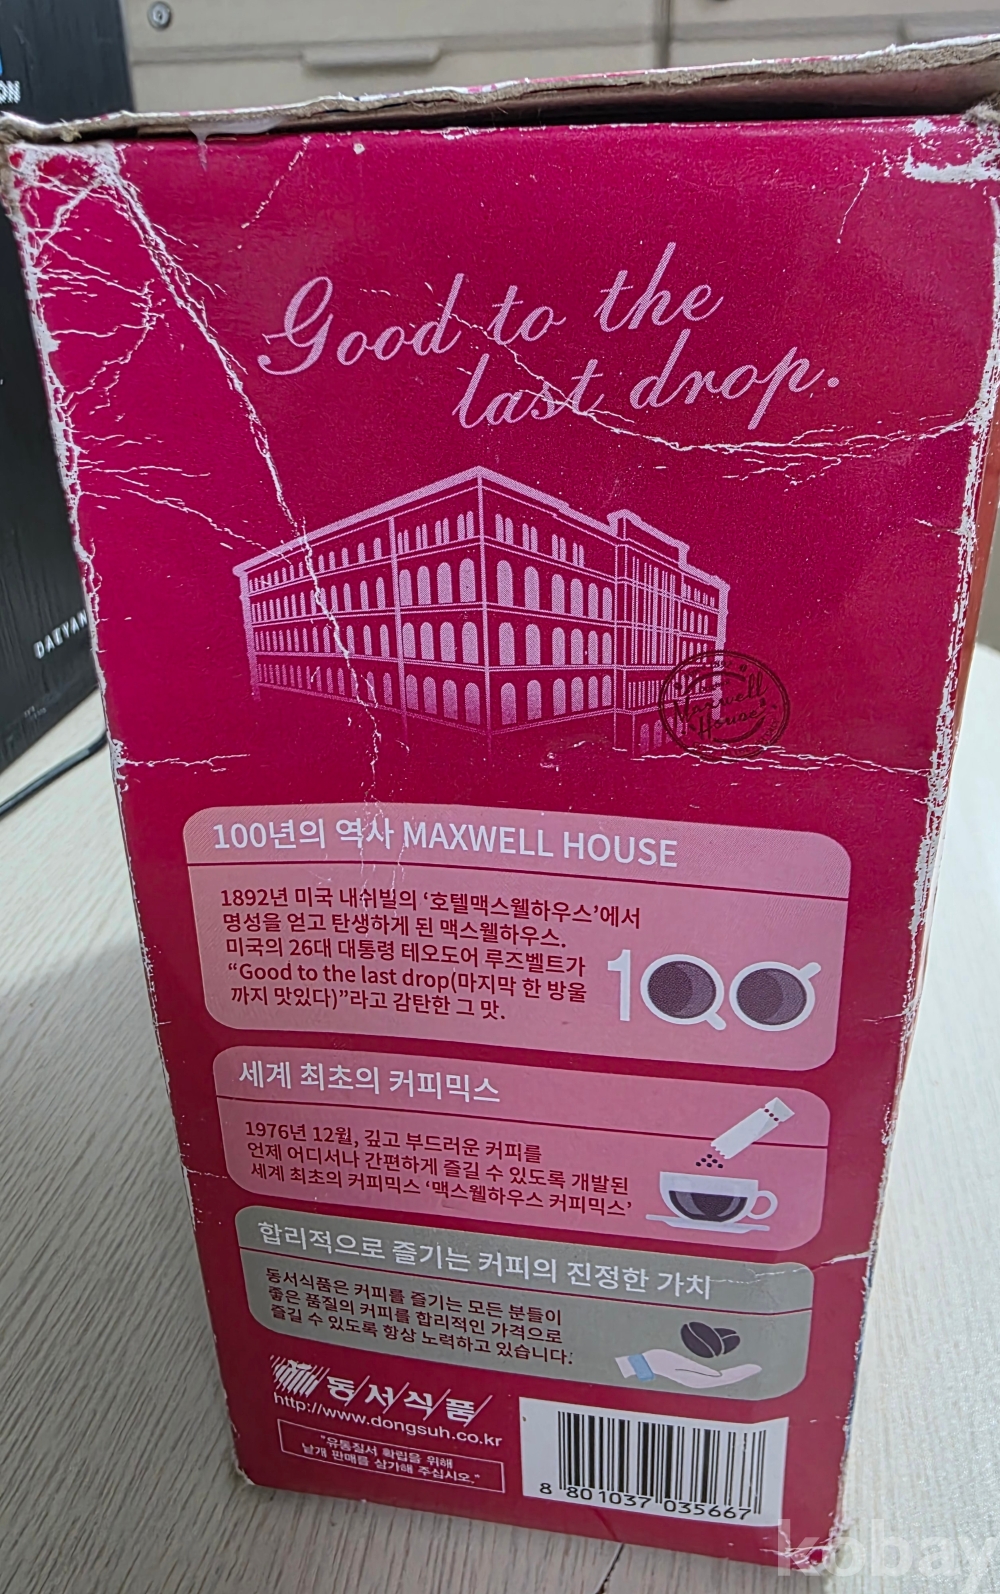 ON
DAIYAN
Good to the
last drop.
Maxwell
House
100년의 역사 MAXWELL HOUSE
1892년 미국 내쉬빌의 ‘호텔맥스웰하우스’에서
명성을 얻고 탄생하게 된 맥스웰하우스.
미국의 26대 대통령 테오도어 루즈벨트가
“Good to the last drop(마지막 한 방울
까지 맛있다)”라고 감탄한 그 맛.
100
세계 최초의 커피믹스
1976년 12월, 깊고 부드러운 커피를
언제 어디서나 간편하게 즐길 수 있도록 개발된
세계 최초의 커피믹스 ‘맥스웰하우스 커피믹스’
합리적으로 즐기는 커피의 진정한 가치
동서식품은 커피를 즐기는 모든 분들이
좋은 품질의 커피를 합리적인 가격으로
즐길 수 있도록 항상 노력하고 있습니다.
동서식품
http://www.dongsuh.co.kr
"유통질서 확립을 위해
낱개 판매를 삼가해 주십시오."
8 801037 035667
kobay